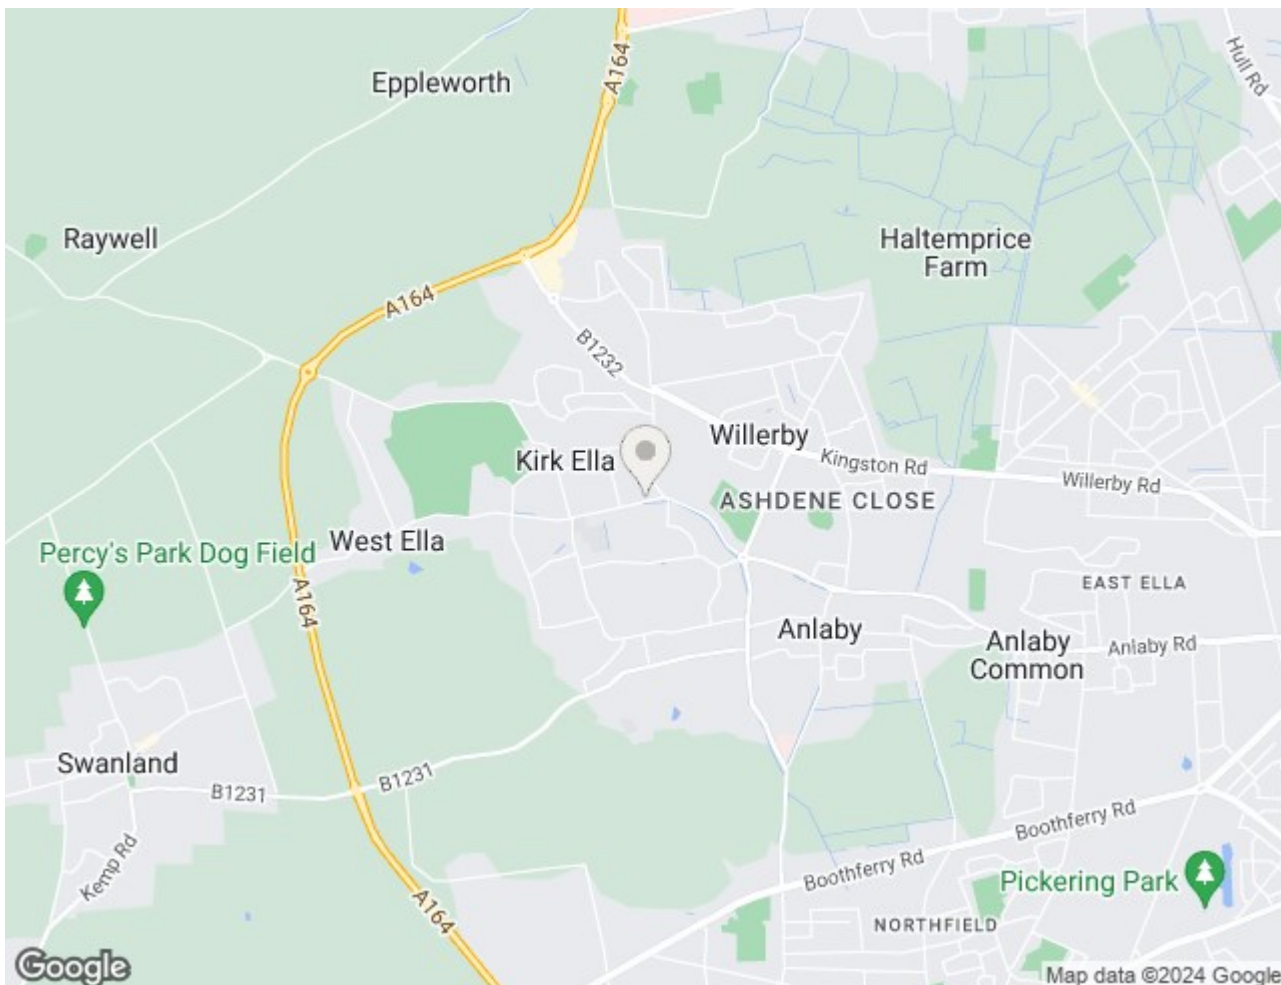 A164
Hull Rd
Eppleworth
Raywell
Haltemprice
Farm
A164
B1232
Willerby
Kirk Ella
Kingston Rd
Willerby Rd
ASHDENE CLOSE
West Ella
Percy's Park Dog Field
EAST ELLA
A164
Anlaby
Anlaby
Common
Anlaby Rd
Swanland
B1231
B1231
Boothferry Rd
Kemp Rd
Boothferry Rd
Pickering Park
A164
NORTHFIELD
Google
Map data ©2024 Google